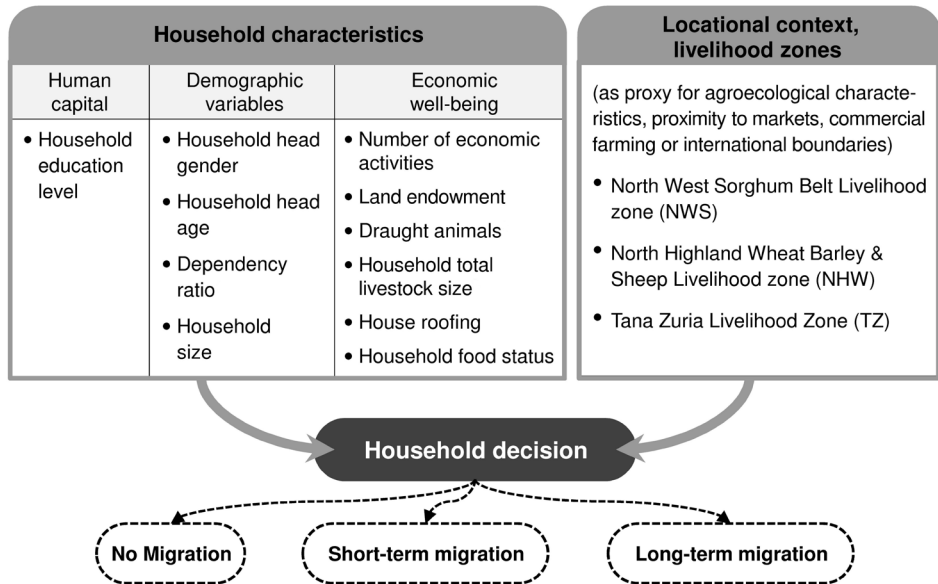 Household characteristics
Human
capital
• Household
education
level
Demographic
variables
• Household head
gender
• Household head
age
• Dependency
ratio
• Household
size
Economic
well-being
• Number of economic
activities
• Land endowment
• Draught animals
• Household total
livestock size
• House roofing
• Household food status
Locational context,
livelihood zones
(as proxy for agroecological characte-
ristics, proximity to markets, commercial
farming or international boundaries)
• North West Sorghum Belt Livelihood
zone (NWS)
• North Highland Wheat Barley &
Sheep Livelihood zone (NHW)
• Tana Zuria Livelihood Zone (TZ)
Household decision
No Migration
Short-term migration
Long-term migration